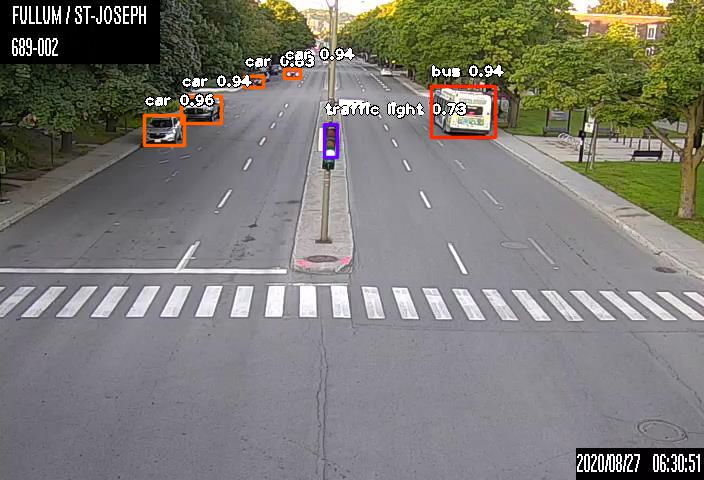 FULLUM / ST-JOSEPH
689-002
car 0.94
car 0.83
car 0.94
car 0.96
bus 0.94
traffic light 0.73
2020/08/27 06:30:51